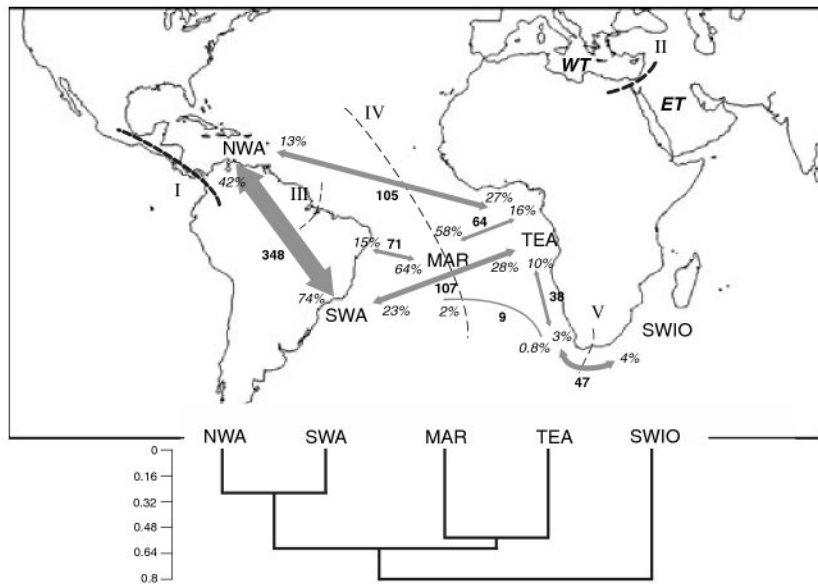 II
WT
ET
IV
NWA
13%
I
42%
III
105
27%
16%
64
58%
TEA
15%
71
MAR
64%
28%
10%
348
107
38
74%
V
SWA
23%
2%
9
3%
SWIO
0.8%
4%
47
NWA SWA MAR TEA SWIO
0
0.16
0.32
0.48
0.64
0.8